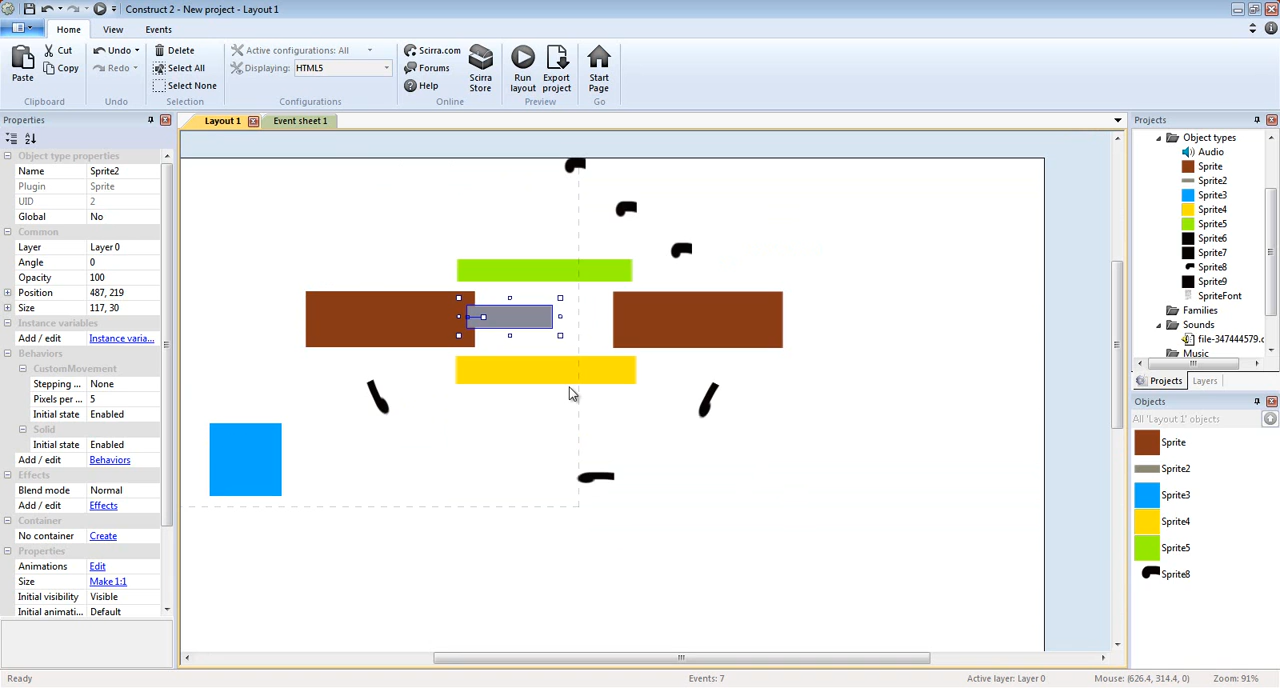 Construct 2 - New project - Layout 1
Home View Events
Paste Cut Copy Clipboard
Undo Redo Undo
Delete Select All Select None Selection
Active configurations: All
Displaying: HTML5
Configurations
Scirra.com Forums Help Scirra Store Online
Run layout Export project Preview
Start Page Go
Properties
Layout 1 Event sheet 1
Object type properties
Name Sprite2
Plugin Sprite
UID 2
Global No
Common
Layer Layer 0
Angle 0
Opacity 100
Position 487, 219
Size 117, 30
Instance variables
Add / edit Instance varia...
Behaviors
CustomMovement
Stepping ... None
Pixels per ... 5
Initial state Enabled
Solid
Initial state Enabled
Add / edit Behaviors
Effects
Blend mode Normal
Add / edit Effects
Container
No container Create
Properties
Animations Edit
Size Make 1:1
Initial visibility Visible
Initial animati... Default
Projects
Object types
Audio
Sprite
Sprite2
Sprite3
Sprite4
Sprite5
Sprite6
Sprite7
Sprite8
Sprite9
SpriteFont
Families
Sounds
file-347444579.
Music
Projects Layers
Objects
All 'Layout 1' objects
Sprite
Sprite2
Sprite3
Sprite4
Sprite5
Sprite8
Ready Events: 7 Active layer: Layer 0 Mouse: (626.4, 314.4, 0) Zoom: 91%